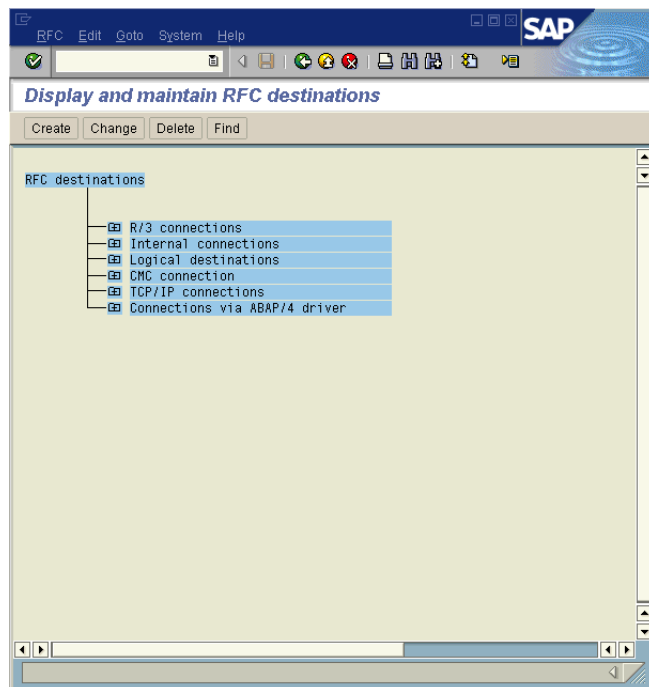 RFC Edit Goto System Help
SAP
Display and maintain RFC destinations
Create Change Delete Find
RFC destinations
R/3 connections
Internal connections
Logical destinations
CMC connection
TCP/IP connections
Connections via ABAP/4 driver